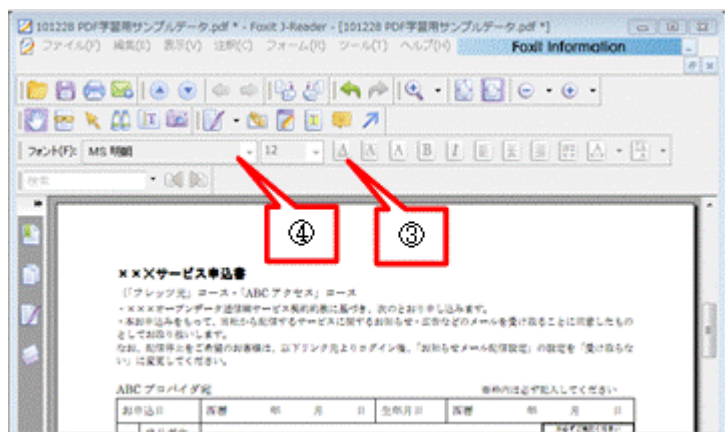 101228 PDF学習用サンプルデータ.pdf * - Foxit J-Reader - [101228 PDF学習用サンプルデータ.pdf *]
ファイル(F) 編集(E) 表示(V) 注釈(C) フォーム(R) ツール(T) ヘルプ(H) Foxit Information
フォント(F): MS 明朝 12
検索
④ ③
×××サービス申込書
(「フレッツ光」コース・「ABC アクセス」コース
・×××オープンデータ通信網サービス契約約款に基づき、次のとおり申し込みます。
・本お申込みをもって、当社から配信するサービスに関するお知らせ・広告などのメールを受け取ることに同意したもの
としてお取り扱いします。
なお、配信停止をご希望のお客様は、以下リンク先よりログイン後、「お知らせメール配信設定」の設定を「受け取らな
い」に変更してください。
ABC プロバイダ宛 ※枠内は必ず記入してください
お申込日 西暦 年 月 日 生年月日 西暦 年 月 日